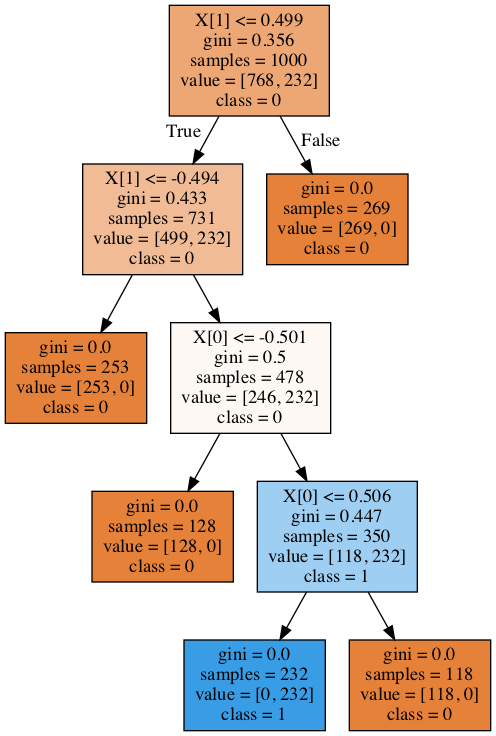 X[1] <= 0.499
gini = 0.356
samples = 1000
value = [768, 232]
class = 0
True
False
X[1] <= -0.494
gini = 0.433
samples = 731
value = [499, 232]
class = 0
gini = 0.0
samples = 269
value = [269, 0]
class = 0
gini = 0.0
samples = 253
value = [253, 0]
class = 0
X[0] <= -0.501
gini = 0.5
samples = 478
value = [246, 232]
class = 0
gini = 0.0
samples = 128
value = [128, 0]
class = 0
X[0] <= 0.506
gini = 0.447
samples = 350
value = [118, 232]
class = 1
gini = 0.0
samples = 232
value = [0, 232]
class = 1
gini = 0.0
samples = 118
value = [118, 0]
class = 0